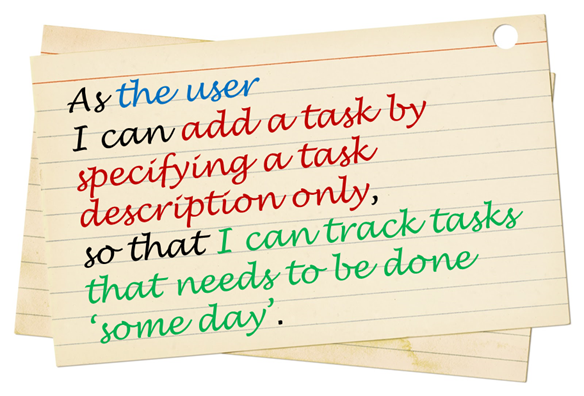 As the user
I can add a task by
specifying a task
description only,
so that I can track tasks
that needs to be done
‘some day’.